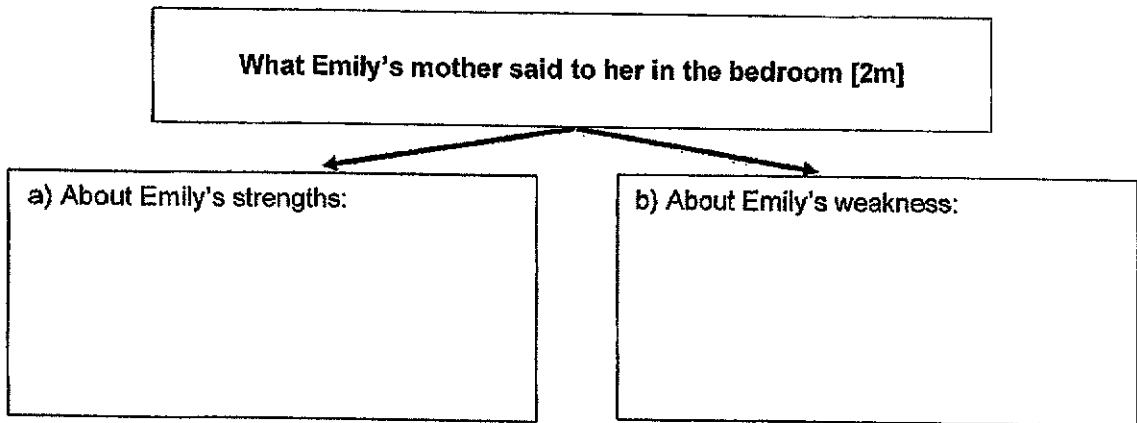 What Emily's mother said to her in the bedroom [2m]
a) About Emily's strengths:
b) About Emily's weakness: